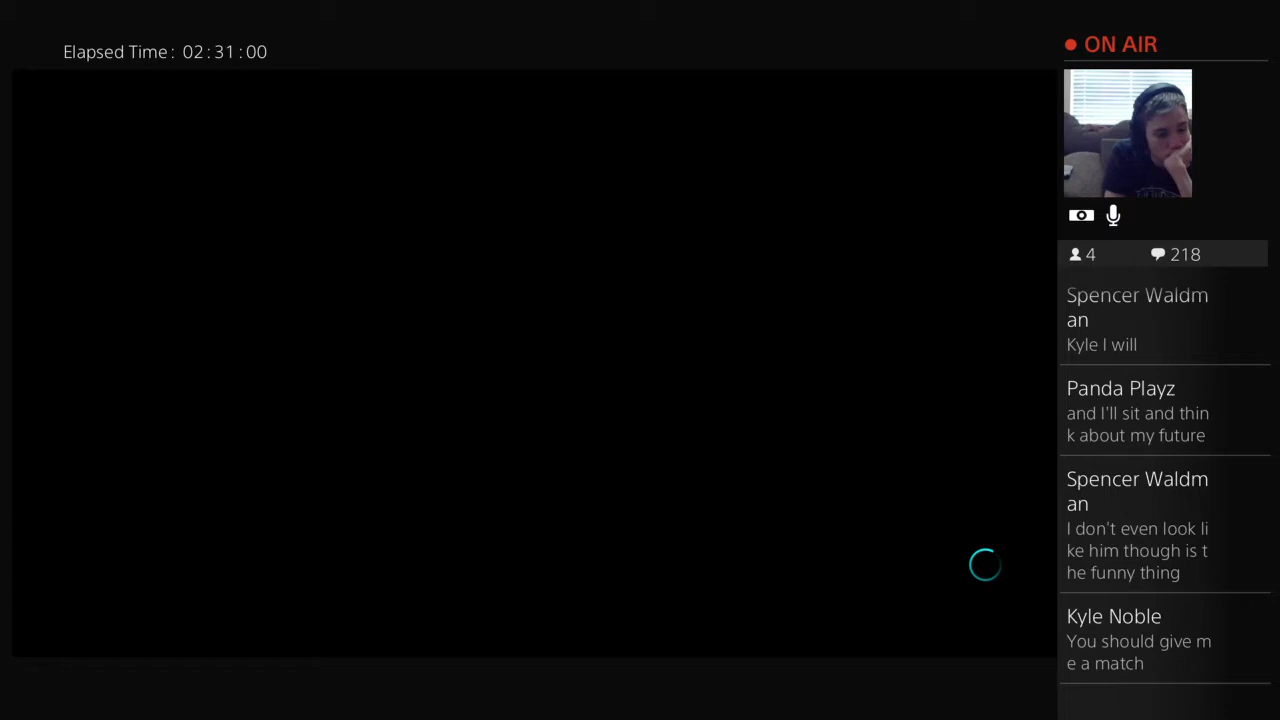 Elapsed Time: 02:31:00
ON AIR
4 218
Spencer Waldm
an
Kyle I will
Panda Playz
and I'll sit and thin
k about my future
Spencer Waldm
an
I don't even look li
ke him though is t
he funny thing
Kyle Noble
You should give m
e a match